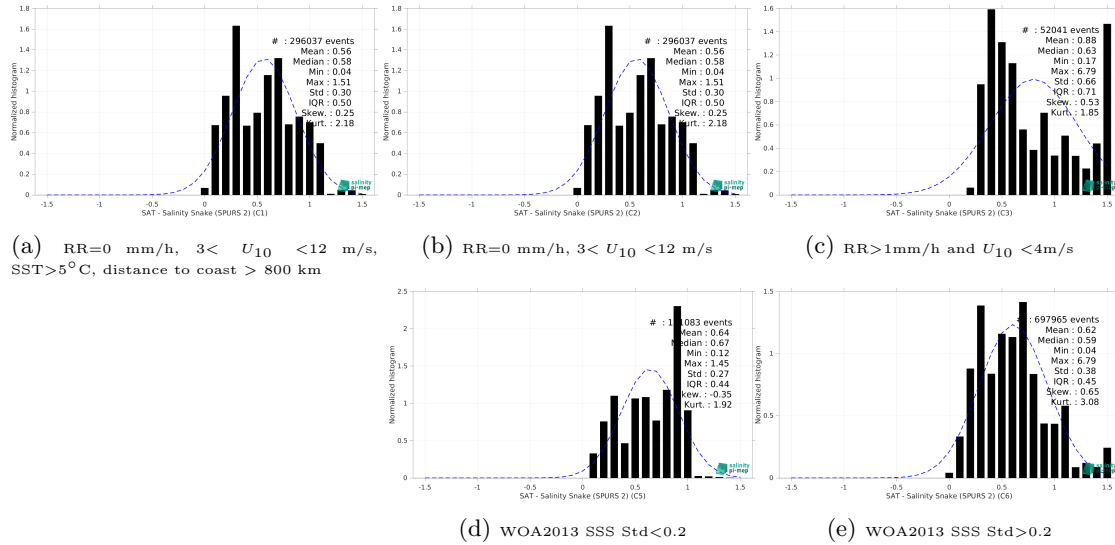 1.8
1.6
1.4
1.2
1
0.8
0.6
0.4
0.2
0
Normalized histogram
# : 296037 events
Mean : 0.56
Median : 0.58
Min : 0.04
Max : 1.51
Std : 0.30
IQR : 0.50
Skew. : 0.25
Kurt. : 2.18
salinity
pi-mep
-1.5 -1 -0.5 0 0.5 1 1.5
SAT - Salinity Snake (SPURS 2) (C1)
(a) RR=0 mm/h, 3< U10 <12 m/s,
SST>5°C, distance to coast > 800 km
1.8
1.6
1.4
1.2
1
0.8
0.6
0.4
0.2
0
Normalized histogram
# : 296037 events
Mean : 0.56
Median : 0.58
Min : 0.04
Max : 1.51
Std : 0.30
IQR : 0.50
Skew. : 0.25
Kurt. : 2.18
salinity
pi-mep
-1.5 -1 -0.5 0 0.5 1 1.5
SAT - Salinity Snake (SPURS 2) (C2)
(b) RR=0 mm/h, 3< U10 <12 m/s
1.6
1.4
1.2
1
0.8
0.6
0.4
0.2
0
Normalized histogram
# : 52041 events
Mean : 0.88
Median : 0.63
Min : 0.17
Max : 6.79
Std : 0.66
IQR : 0.71
Skew. : 0.53
Kurt. : 1.85
-1.5 -1 -0.5 0 0.5 1 1.5
SAT - Salinity Snake (SPURS 2) (C3)
(c) RR>1mm/h and U10 <4m/s
2.5
2
1.5
1
0.5
0
Normalized histogram
# : events
Mean : 0.64
Median : 0.67
Min : 0.12
Max : 1.45
Std : 0.27
IQR : 0.44
Skew. : -0.35
Kurt. : 1.92
salinity
pi-mep
-1.5 -1 -0.5 0 0.5 1 1.5
SAT - Salinity Snake (SPURS 2) (C5)
(d) WOA2013 SSS Std<0.2
1.5
1
0.5
0
Normalized histogram
# : 697965 events
Mean : 0.62
Median : 0.59
Min : 0.04
Max : 6.79
Std : 0.38
IQR : 0.45
Skew. : 0.65
Kurt. : 3.08
-1.5 -1 -0.5 0 0.5 1 1.5
SAT - Salinity Snake (SPURS 2) (C6)
(e) WOA2013 SSS Std>0.2